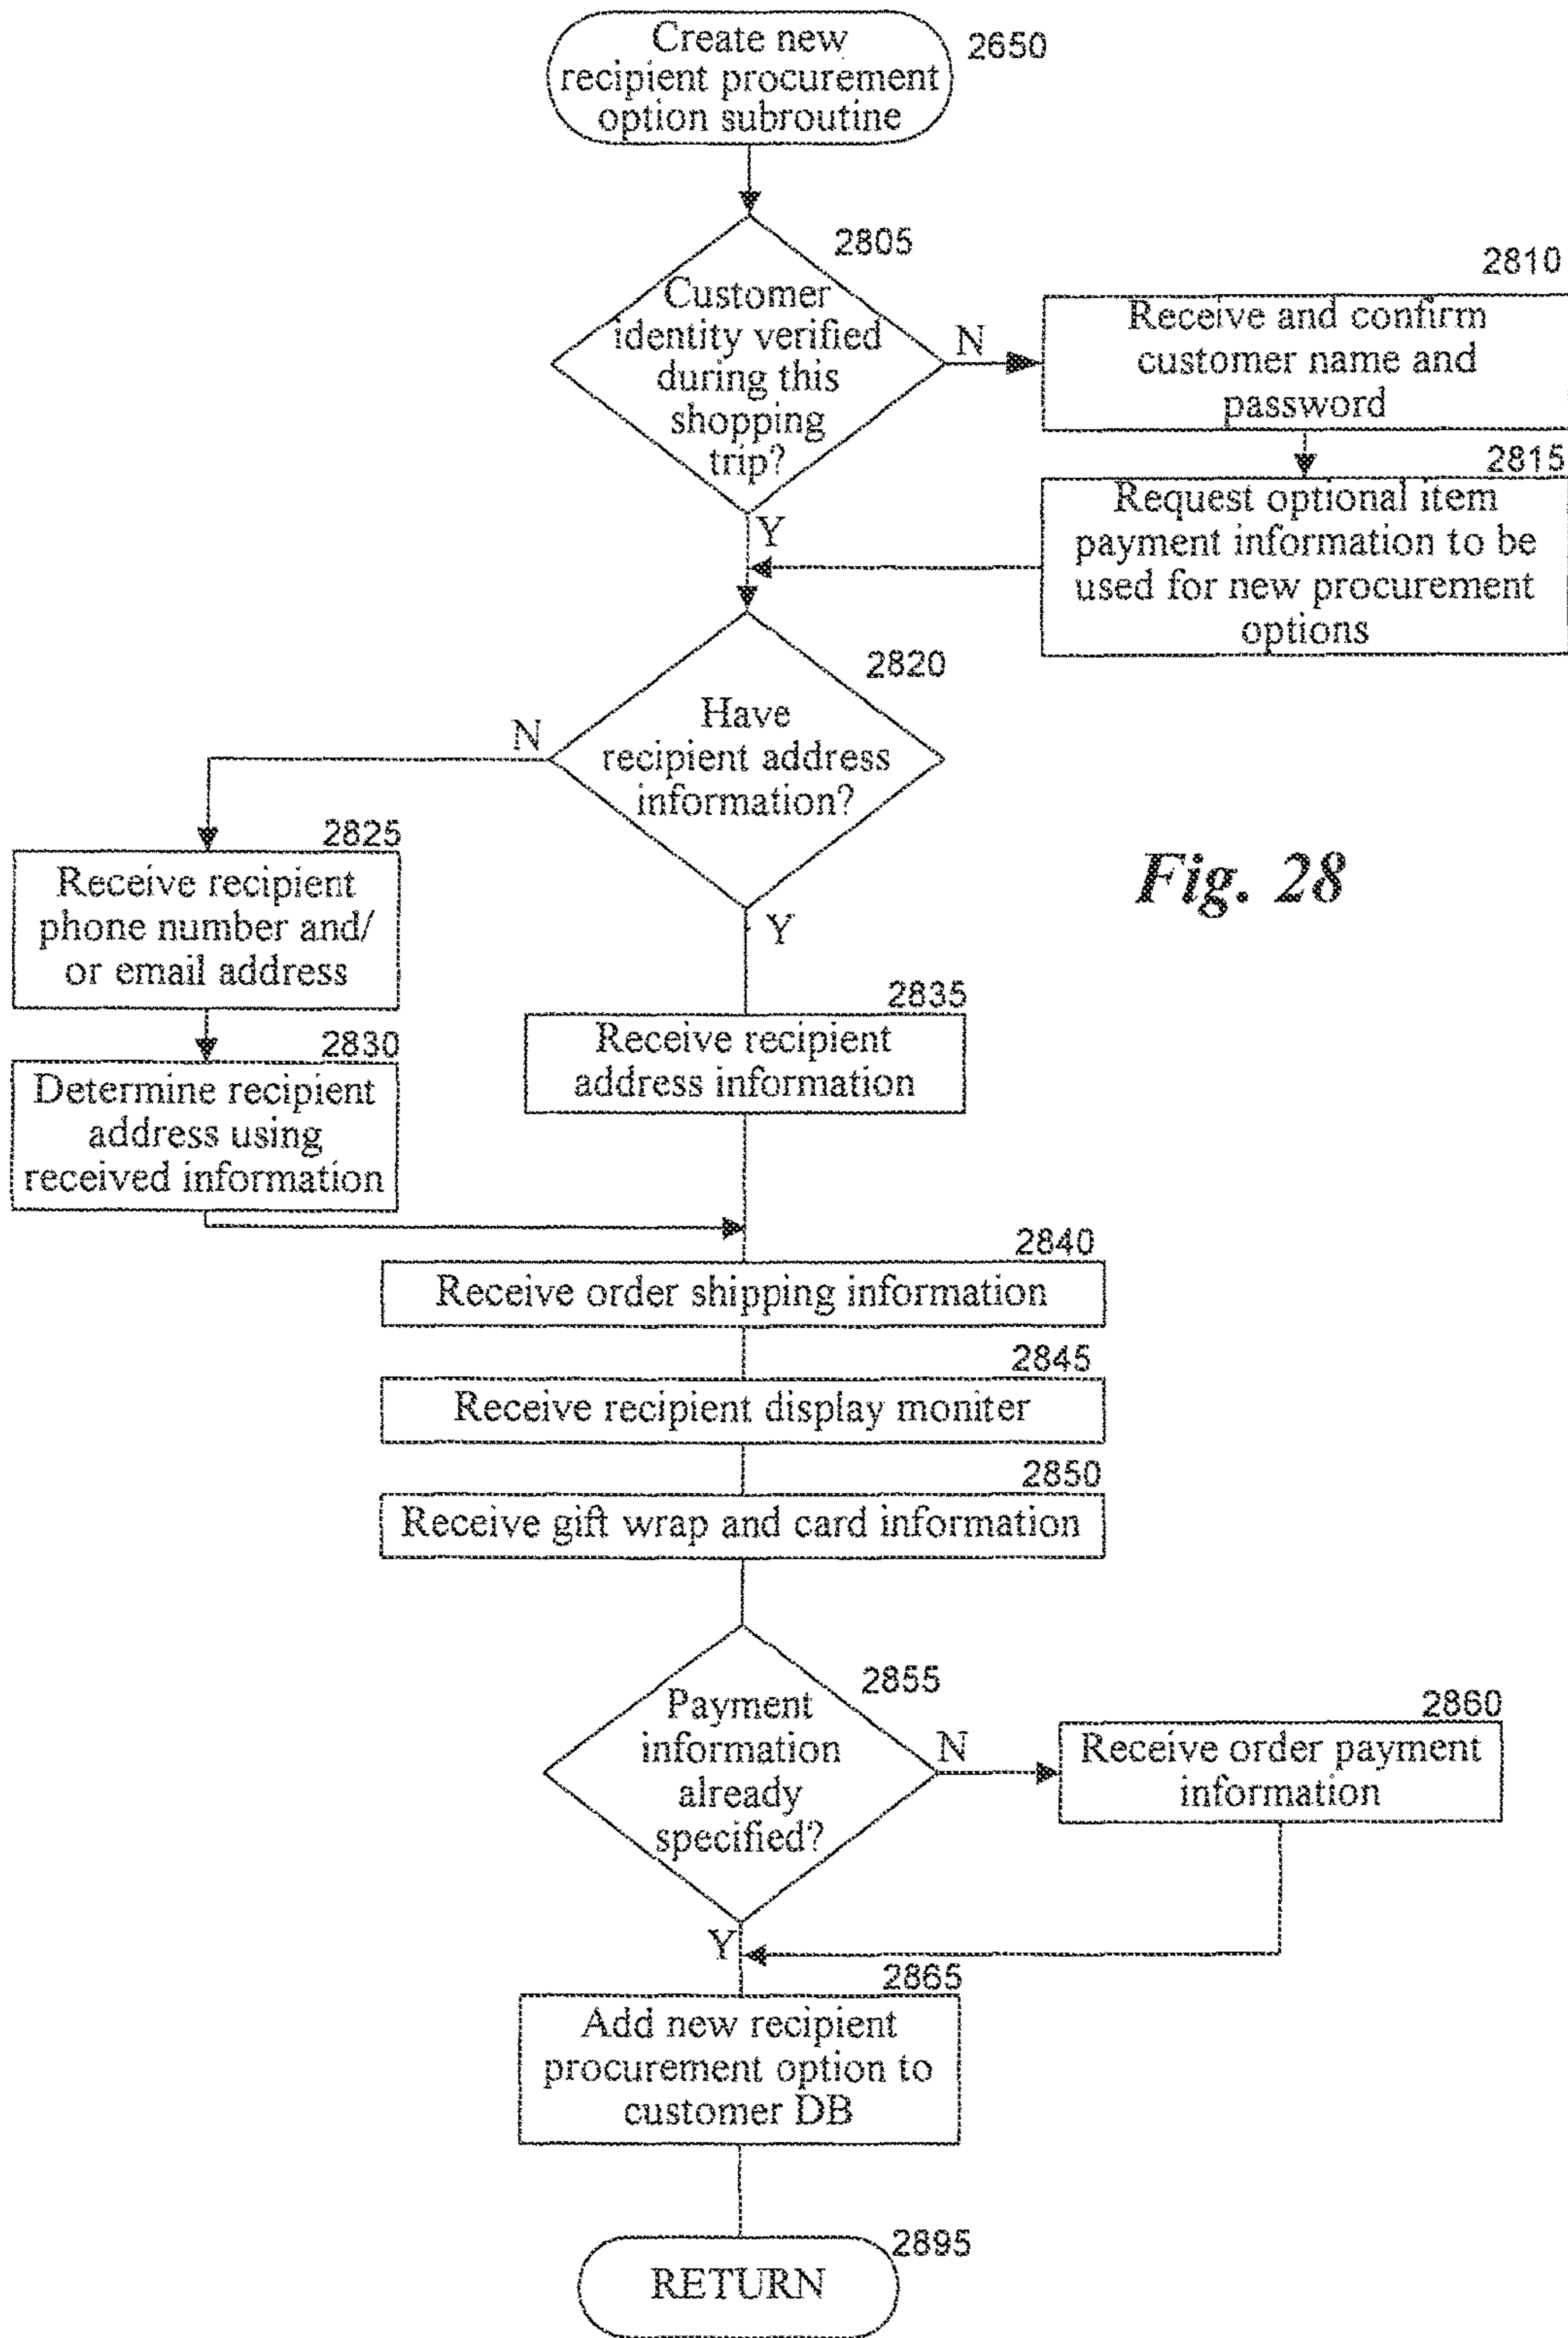 Create new
recipient procurement
option subroutine
2650
2805
Customer
identity verified
during this
shopping
trip?
N
Y
2810
Receive and confirm
customer name and
password
2815
Request optional item
payment information to be
used for new procurement
options
2820
Have
recipient address
information?
N
Y
2825
Receive recipient
phone number and/
or email address
2830
Determine recipient
address using
received information
Fig. 28
2835
Receive recipient
address information
2840
Receive order shipping information
2845
Receive recipient display moniter
2850
Receive gift wrap and card information
2855
Payment
information
already
specified?
N
Y
2860
Receive order payment
information
2865
Add new recipient
procurement option to
customer DB
2895
RETURN